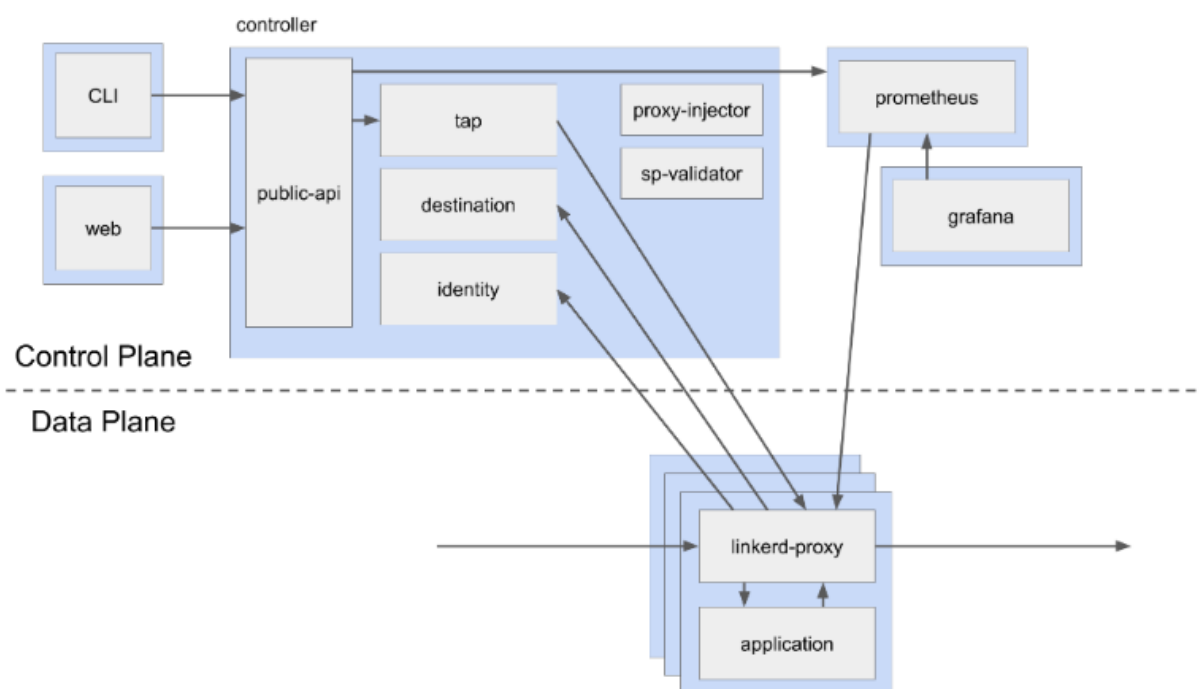 controller
CLI
web
public-api
tap
destination
identity
proxy-injector
sp-validator
prometheus
grafana
Control Plane
Data Plane
linkerd-proxy
application